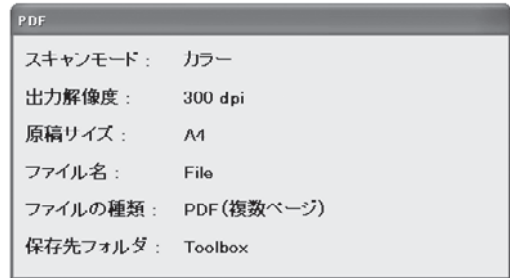 PDF
スキャンモード： カラー
出力解像度： 300 dpi
原稿サイズ： A4
ファイル名： File
ファイルの種類： PDF(複数ページ)
保存先フォルダ： Toolbox